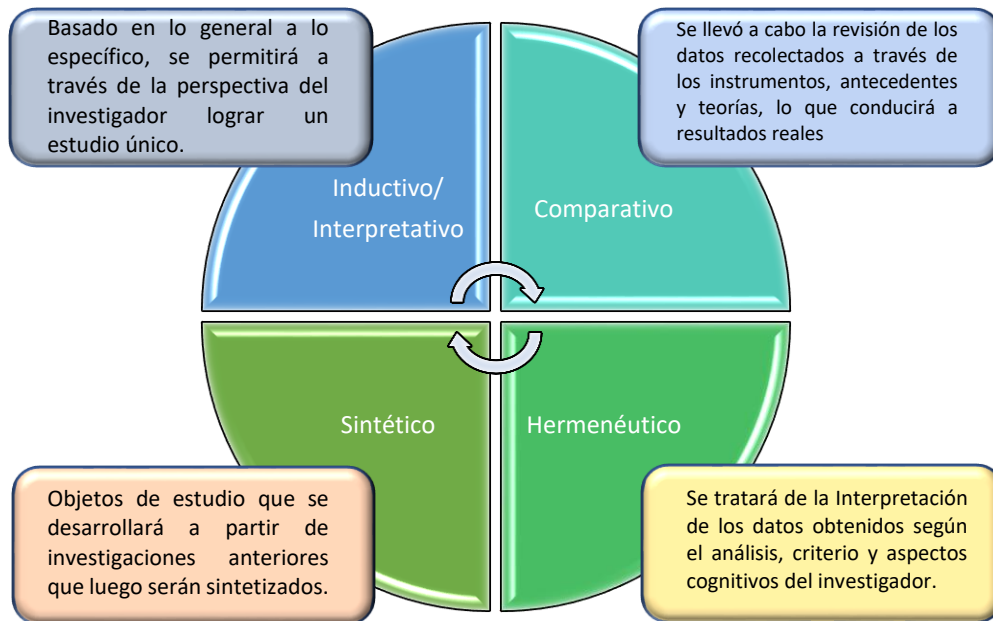 Basado en lo general a lo
específico, se permitirá a
través de la perspectiva del
investigador lograr un
estudio único.
Se llevó a cabo la revisión de los
datos recolectados a través de
los instrumentos, antecedentes
y teorías, lo que conducirá a
resultados reales
Inductivo/
Interpretativo
Comparativo
Sintético
Hermenéutico
Objetos de estudio que se
desarrollará a partir de
investigaciones anteriores
que luego serán sintetizados.
Se tratará de la Interpretación
de los datos obtenidos según
el análisis, criterio y aspectos
cognitivos del investigador.